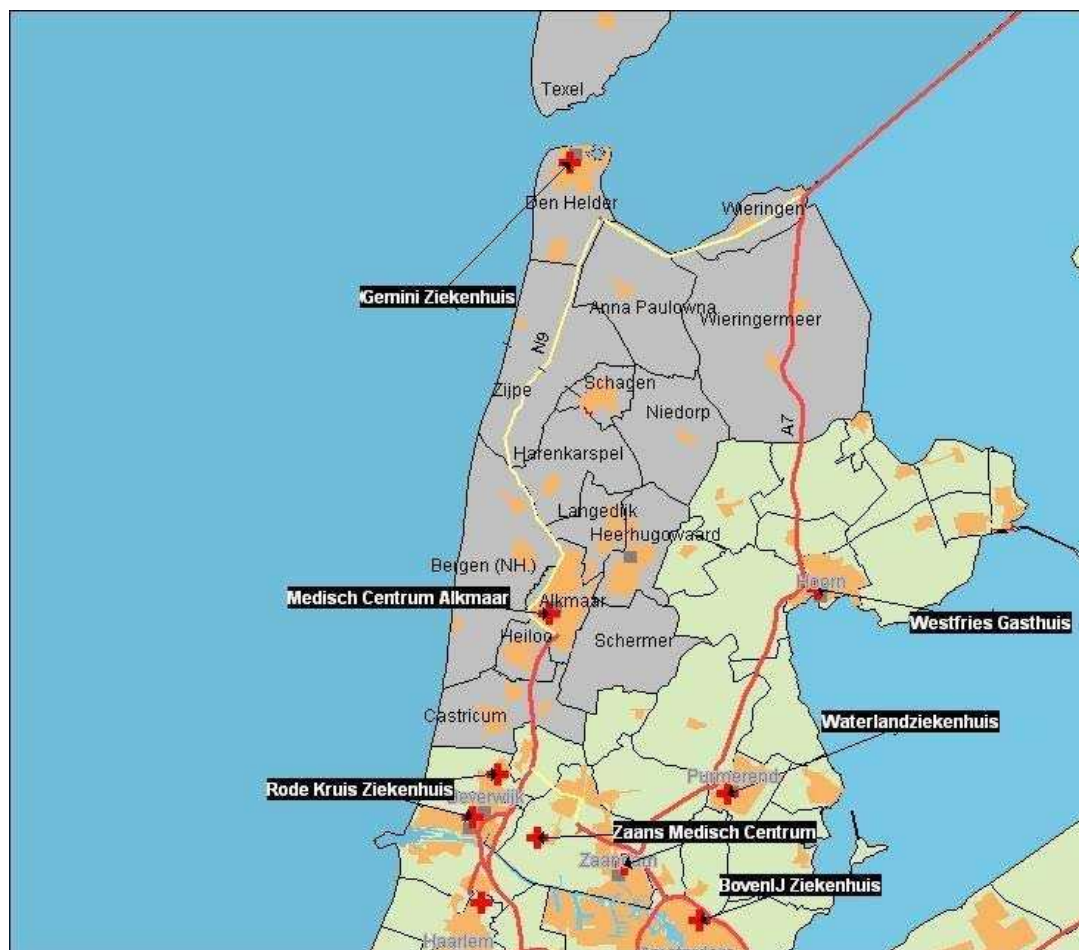 Texel
Den Helder
Wieringen
Gemini Ziekenhuis
Anna Paulowna
Wieringermeer
N9
Schagen
Zijpe
Niedorp
A7
Harenkarspel
Langedijk
Heerhugowaard
Bergen (NH.)
Hoorn
Medisch Centrum Alkmaar
Alkmaar
Westfries Gasthuis
Heiloo
Schermer
Castricum
Waterlandziekenhuis
Purmerend
Rode Kruis Ziekenhuis
Beverwijk
Zaans Medisch Centrum
Zaandam
BovenIJ Ziekenhuis
Haarlem